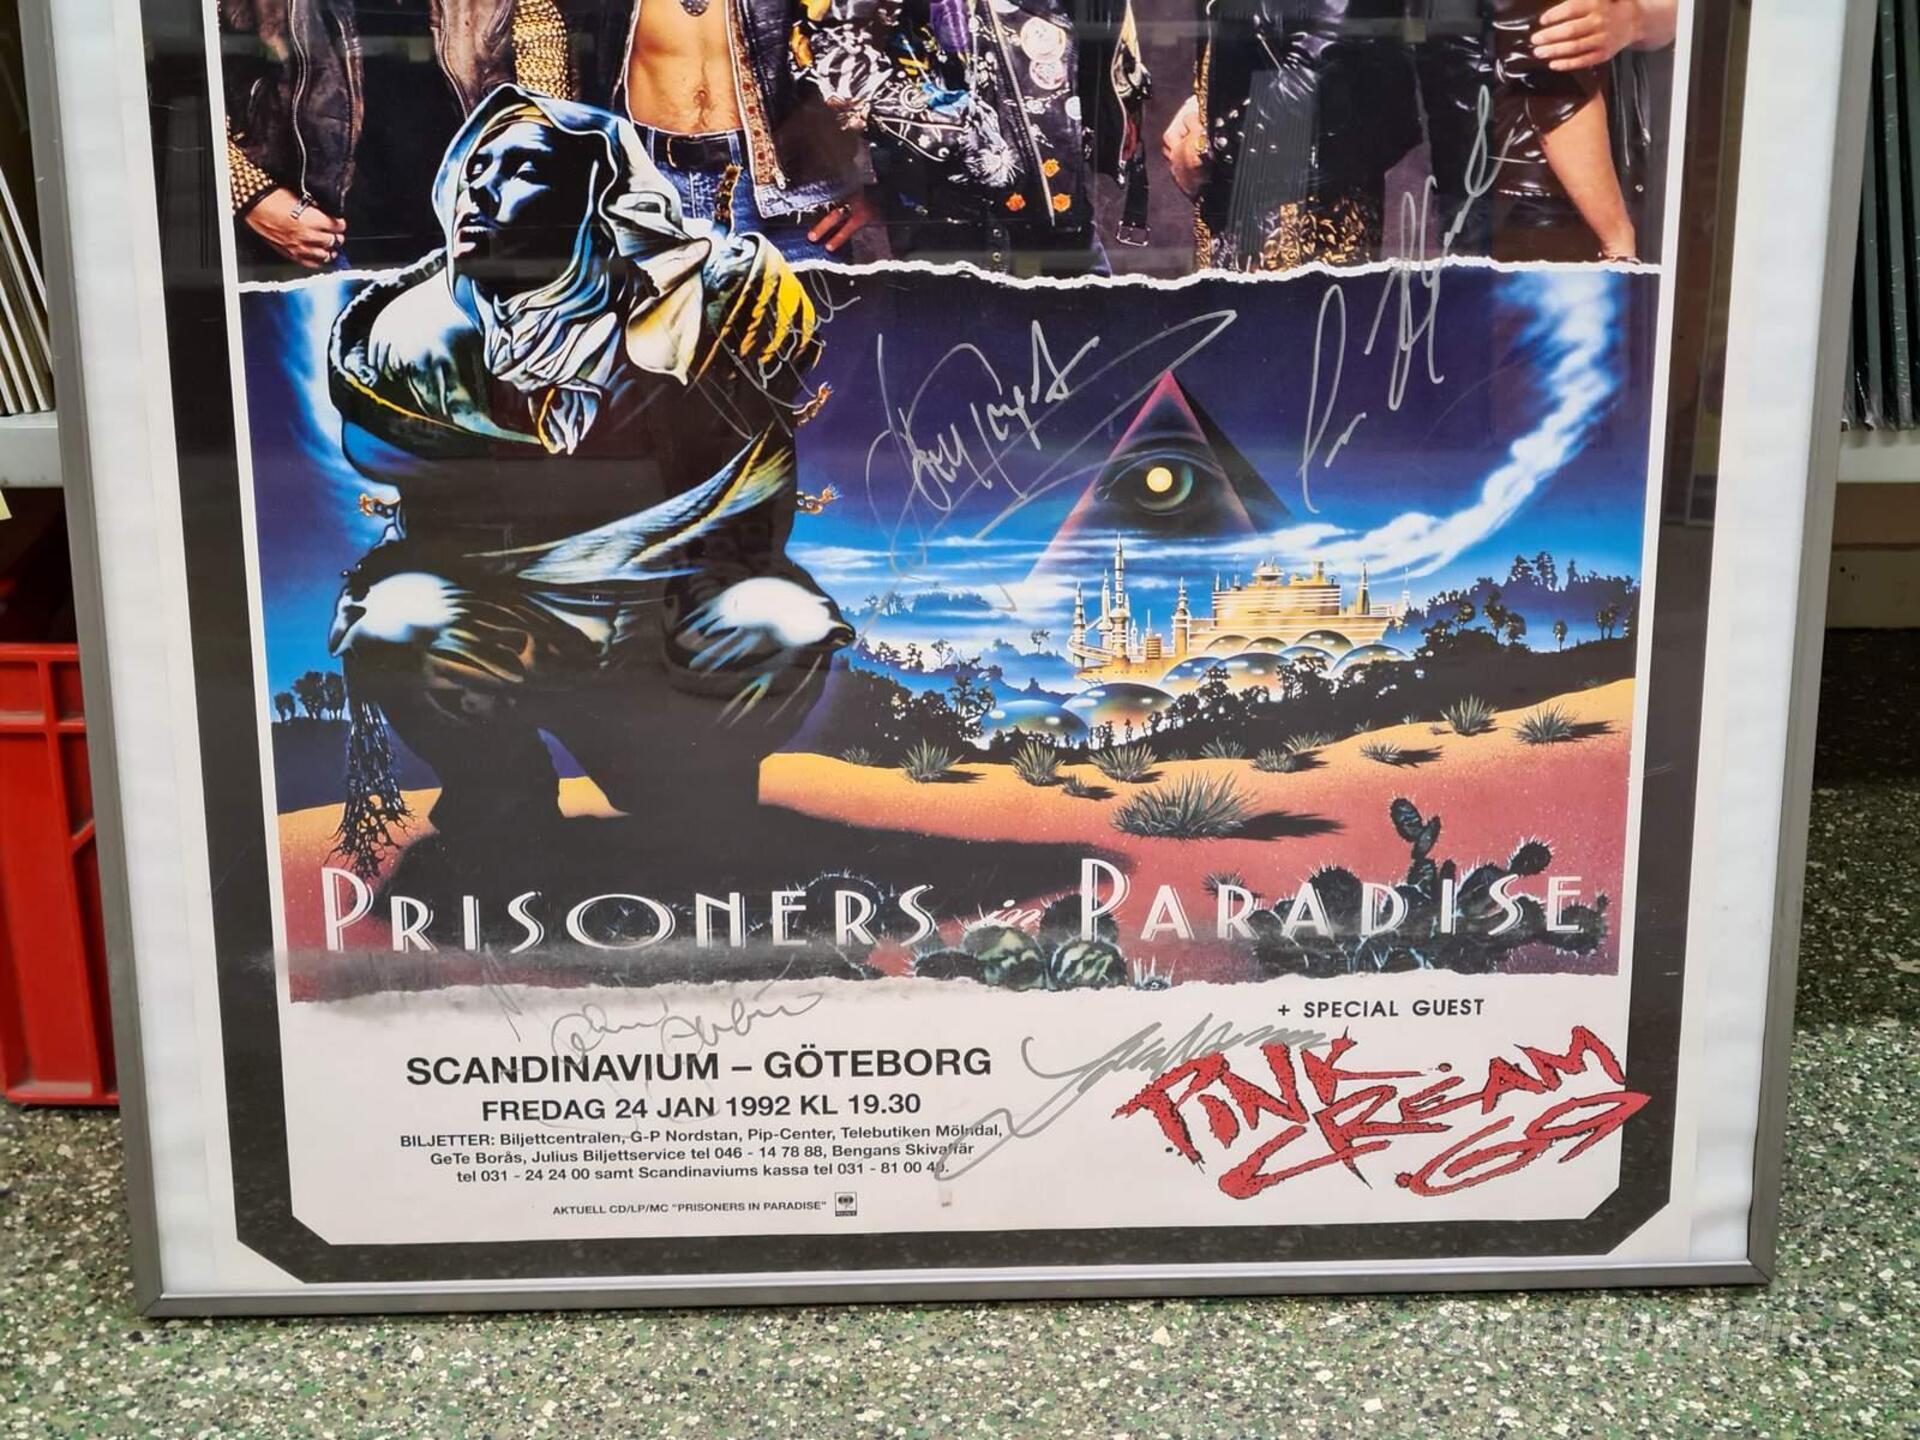 PRISONERS in PARADISE
+ SPECIAL GUEST
PINK CREAM 69
SCANDINAVIUM – GÖTEBORG
FREDAG 24 JAN 1992 KL 19.30
BILJETTER: Biljettcentralen, G-P Nordstan, Pip-Center, Telebutiken Mölndal,
GeTe Borås, Julius Biljettservice tel 046 - 14 78 88, Bengans Skivaffär
tel 031 - 24 24 00 samt Scandinaviums kassa tel 031 - 81 00
AKTUELL CD/LP/MC "PRISONERS IN PARADISE"